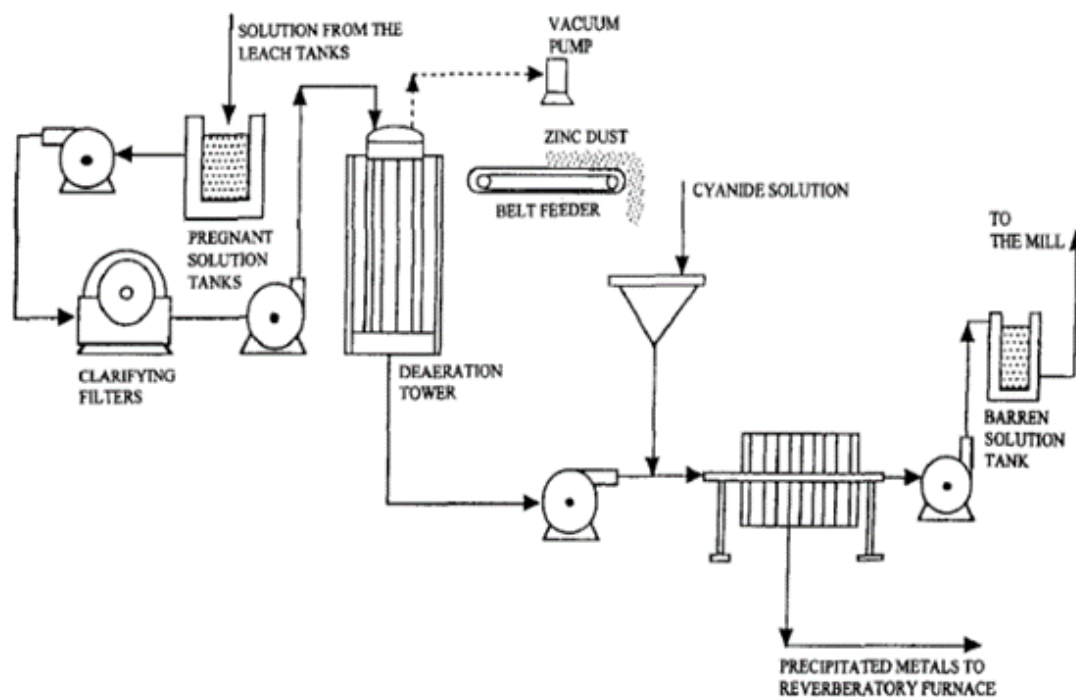 SOLUTION FROM THE
LEACH TANKS
VACUUM
PUMP
ZINC DUST
BELT FEEDER
CYANIDE SOLUTION
TO
THE MILL
PREGNANT
SOLUTION
TANKS
CLARIFYING
FILTERS
DEAERATION
TOWER
BARREN
SOLUTION
TANK
PRECIPITATED METALS TO
REVERBERATORY FURNACE